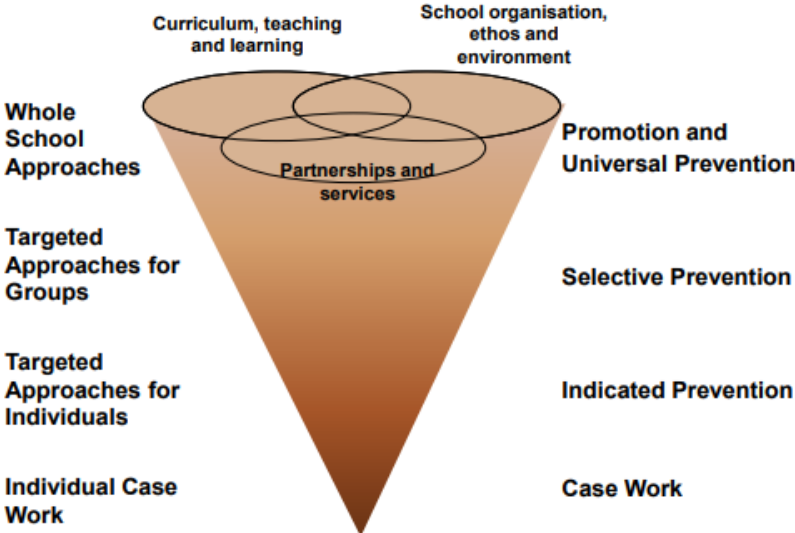 Curriculum, teaching
and learning
School organisation,
ethos and
environment
Whole
School
Approaches
Promotion and
Universal Prevention
Partnerships and
services
Targeted
Approaches for
Groups
Selective Prevention
Targeted
Approaches for
Individuals
Indicated Prevention
Individual Case
Work
Case Work